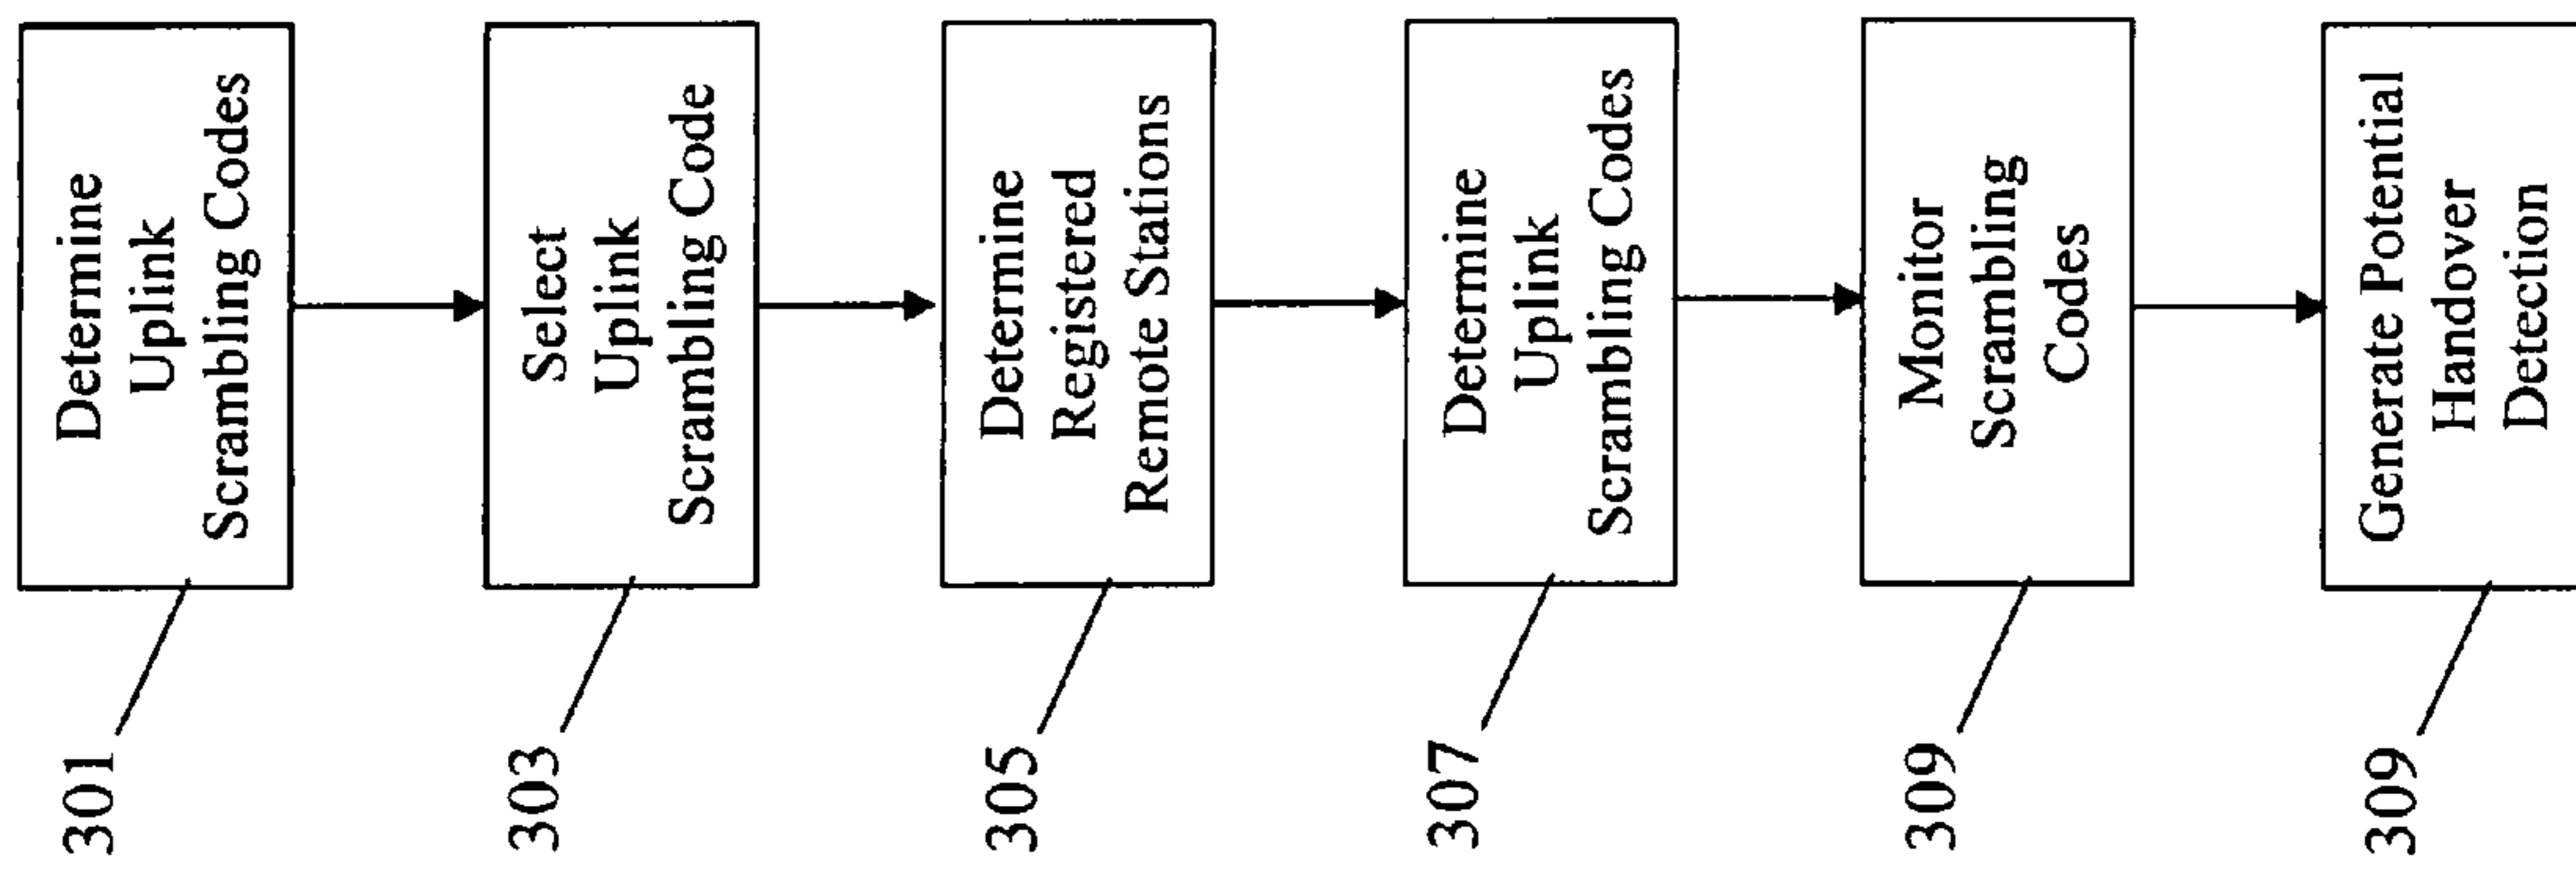 301
Determine
Uplink
Scrambling Codes
303
Select
Uplink
Scrambling Code
305
Determine
Registered
Remote Stations
307
Determine
Uplink
Scrambling Codes
309
Monitor
Scrambling
Codes
309
Generate Potential
Handover
Detection